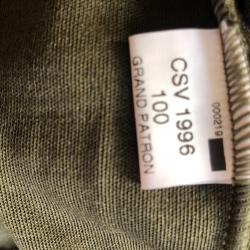 CSV 1996
100
GRAND PATRON
000219